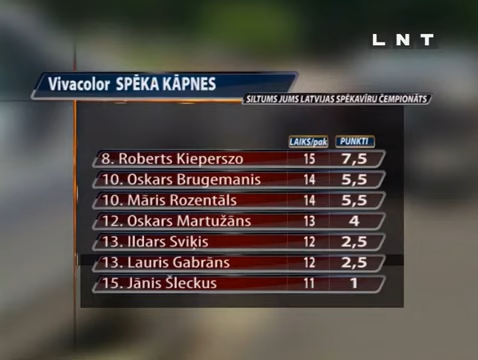 LNT
Vivacolor SPĒKA KĀPNES
SILTUMS JUMS LATVIJAS SPĒKAVĪRU ČEMPIONĀTS
LAIKS/pak PUNKTI
8. Roberts Kieperszo 15 7,5
10. Oskars Brugemanis 14 5,5
10. Māris Rozentāls 14 5,5
12. Oskars Martužāns 13 4
13. Ildars Sviķis 12 2,5
13. Lauris Gabrāns 12 2,5
15. Jānis Šleckus 11 1